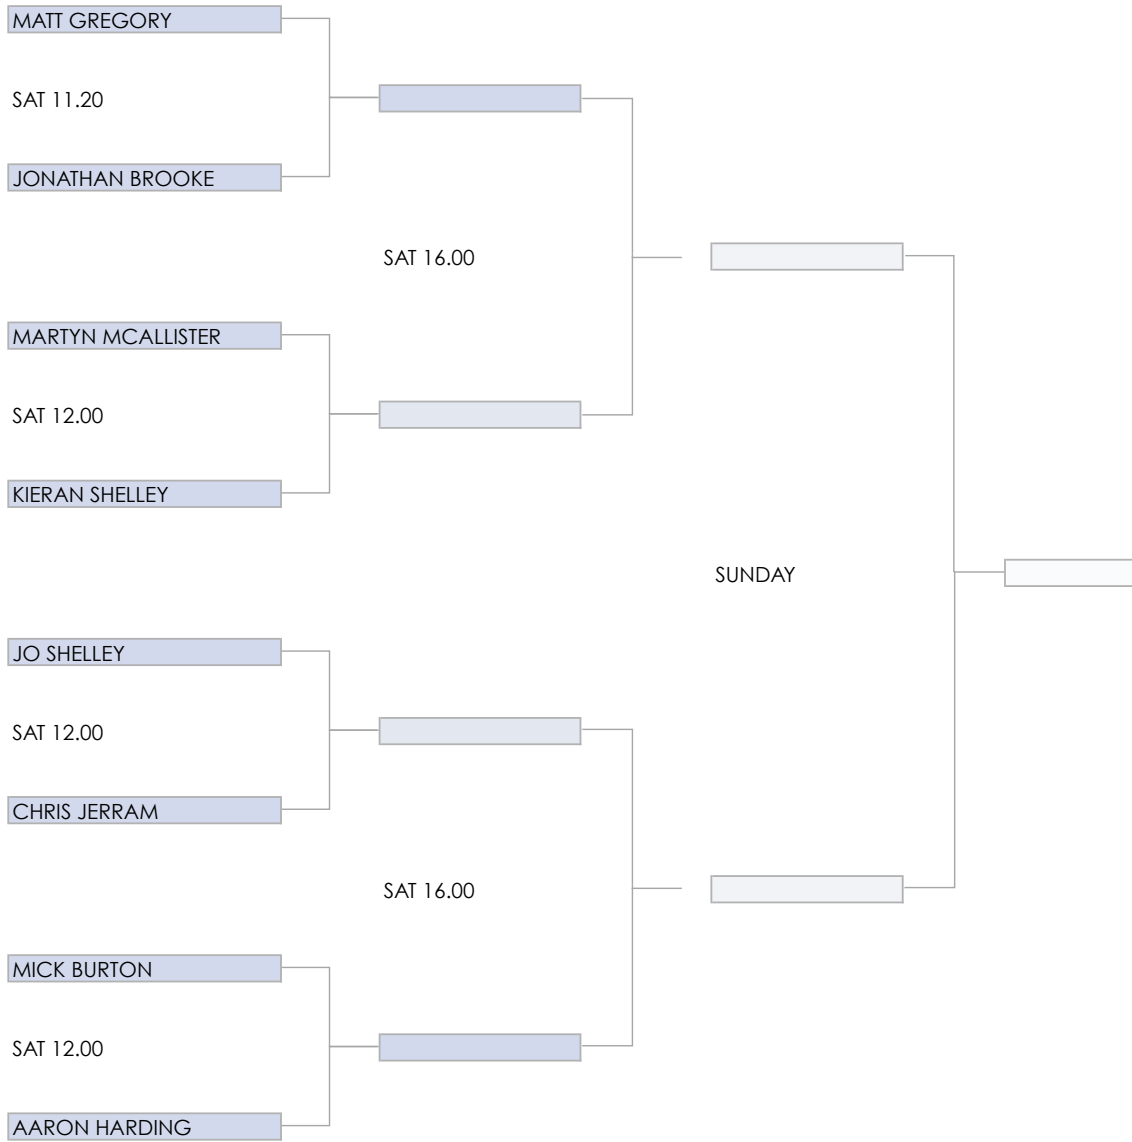 MATT GREGORY
SAT 11.20
JONATHAN BROOKE
SAT 16.00
MARTYN MCALLISTER
SAT 12.00
KIERAN SHELLEY
SUNDAY
JO SHELLEY
SAT 12.00
CHRIS JERRAM
SAT 16.00
MICK BURTON
SAT 12.00
AARON HARDING